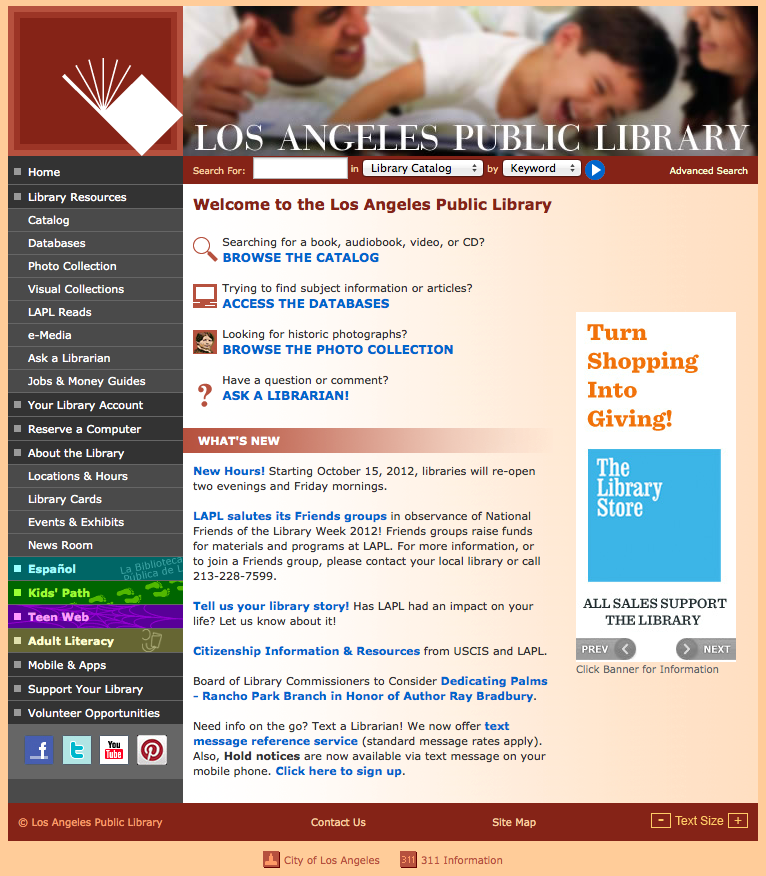 LOS ANGELES PUBLIC LIBRARY
Search For: in Library Catalog by Keyword Advanced Search
Home
Library Resources
Catalog
Databases
Photo Collection
Visual Collections
LAPL Reads
e-Media
Ask a Librarian
Jobs & Money Guides
Your Library Account
Reserve a Computer
About the Library
Locations & Hours
Library Cards
Events & Exhibits
News Room
Español
La Biblioteca
Pública de L
Kids' Path
Teen Web
Adult Literacy
Mobile & Apps
Support Your Library
Volunteer Opportunities
f
t
You
Tube
Welcome to the Los Angeles Public Library
Searching for a book, audiobook, video, or CD?
BROWSE THE CATALOG
Trying to find subject information or articles?
ACCESS THE DATABASES
Looking for historic photographs?
BROWSE THE PHOTO COLLECTION
?
Have a question or comment?
ASK A LIBRARIAN!
WHAT'S NEW
New Hours! Starting October 15, 2012, libraries will re-open
two evenings and Friday mornings.
LAPL salutes its Friends groups in observance of National
Friends of the Library Week 2012! Friends groups raise funds
for materials and programs at LAPL. For more information, or
to join a Friends group, please contact your local library or call
213-228-7599.
Tell us your library story! Has LAPL had an impact on your
life? Let us know about it!
Citizenship Information & Resources from USCIS and LAPL.
Board of Library Commissioners to Consider Dedicating Palms
- Rancho Park Branch in Honor of Author Ray Bradbury.
Need info on the go? Text a Librarian! We now offer text
message reference service (standard message rates apply).
Also, Hold notices are now available via text message on your
mobile phone. Click here to sign up.
Turn
Shopping
Into
Giving!
The
Library
Store
ALL SALES SUPPORT
THE LIBRARY
PREV NEXT
Click Banner for Information
© Los Angeles Public Library Contact Us Site Map - Text Size +
City of Los Angeles 311 311 Information